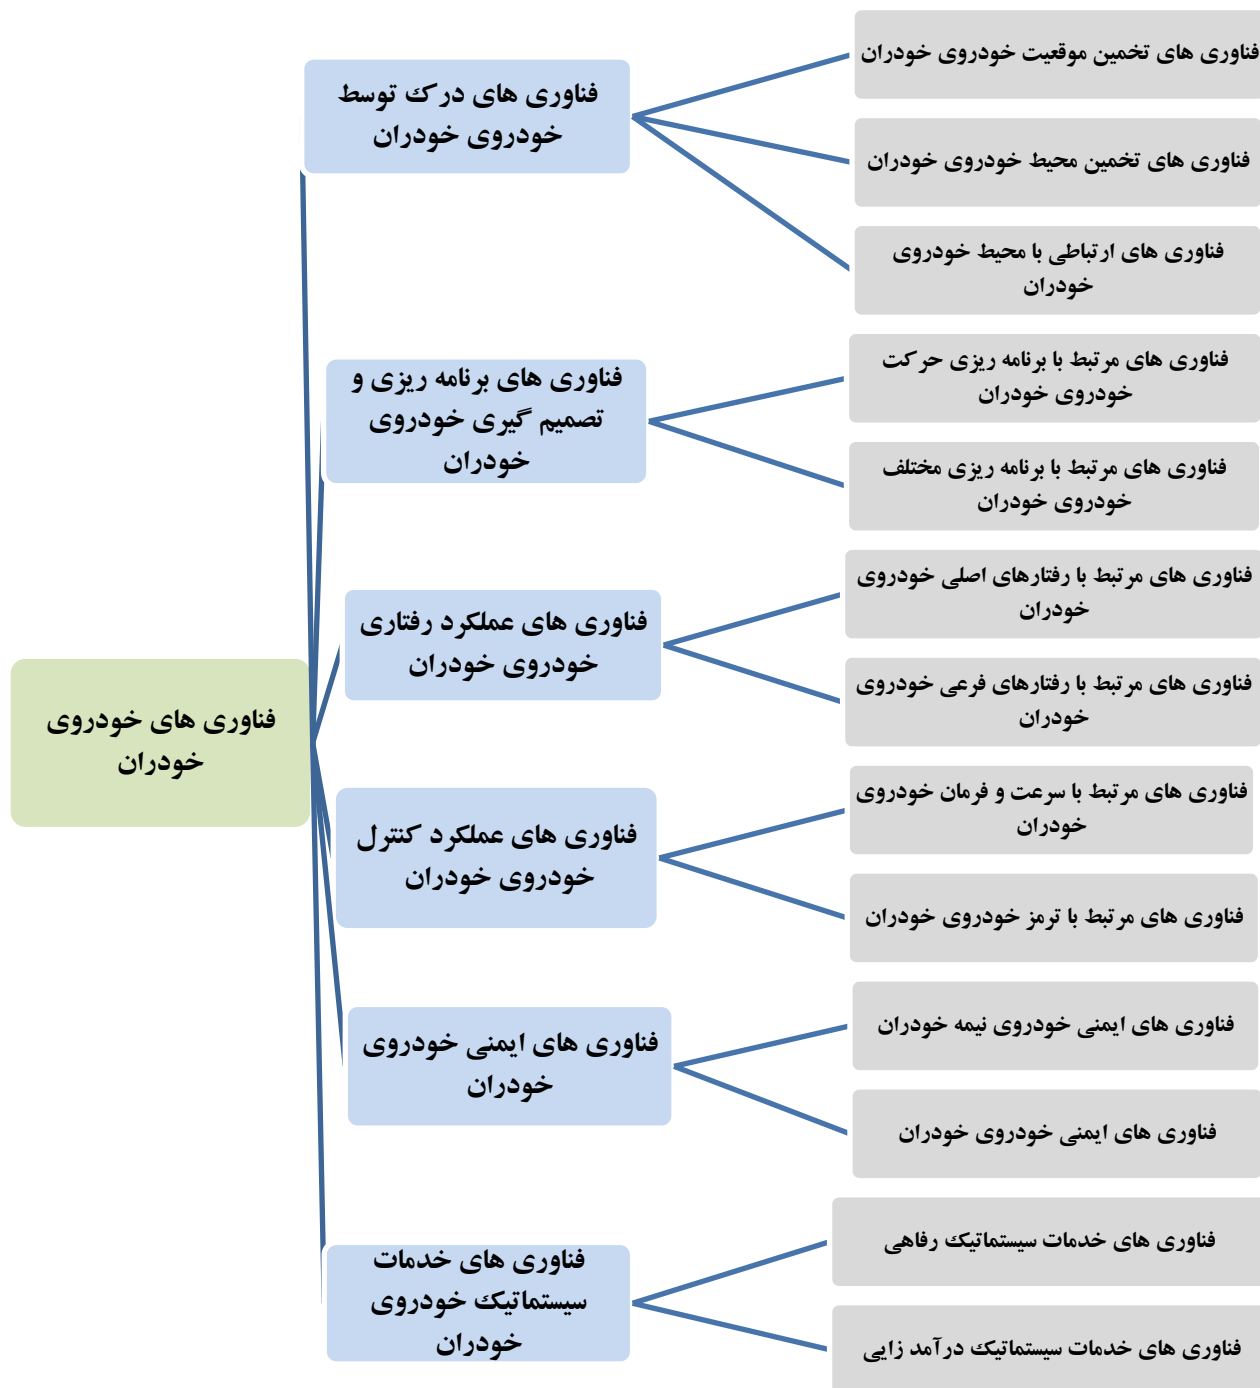 فناوری های خودروی
خودران
فناوری های درک توسط
خودروی خودران
فناوری های تخمین موقعیت خودروی خودران
فناوری های تخمین محیط خودروی خودران
فناوری های ارتباطی با محیط خودروی
خودران
فناوری های برنامه ریزی و
تصمیم گیری خودروی
خودران
فناوری های مرتبط با برنامه ریزی حرکت
خودروی خودران
فناوری های مرتبط با برنامه ریزی مختلف
خودروی خودران
فناوری های عملکرد رفتاری
خودروی خودران
فناوری های مرتبط با رفتارهای اصلی خودروی
خودران
فناوری های مرتبط با رفتارهای فرعی خودروی
خودران
فناوری های عملکرد کنترل
خودروی خودران
فناوری های مرتبط با سرعت و فرمان خودروی
خودران
فناوری های مرتبط با ترمز خودروی خودران
فناوری های ایمنی خودروی
خودران
فناوری های ایمنی خودروی نیمه خودران
فناوری های ایمنی خودروی خودران
فناوری های خدمات
سیستماتیک خودروی
خودران
فناوری های خدمات سیستماتیک رفاهی
فناوری های خدمات سیستماتیک درآمد زایی